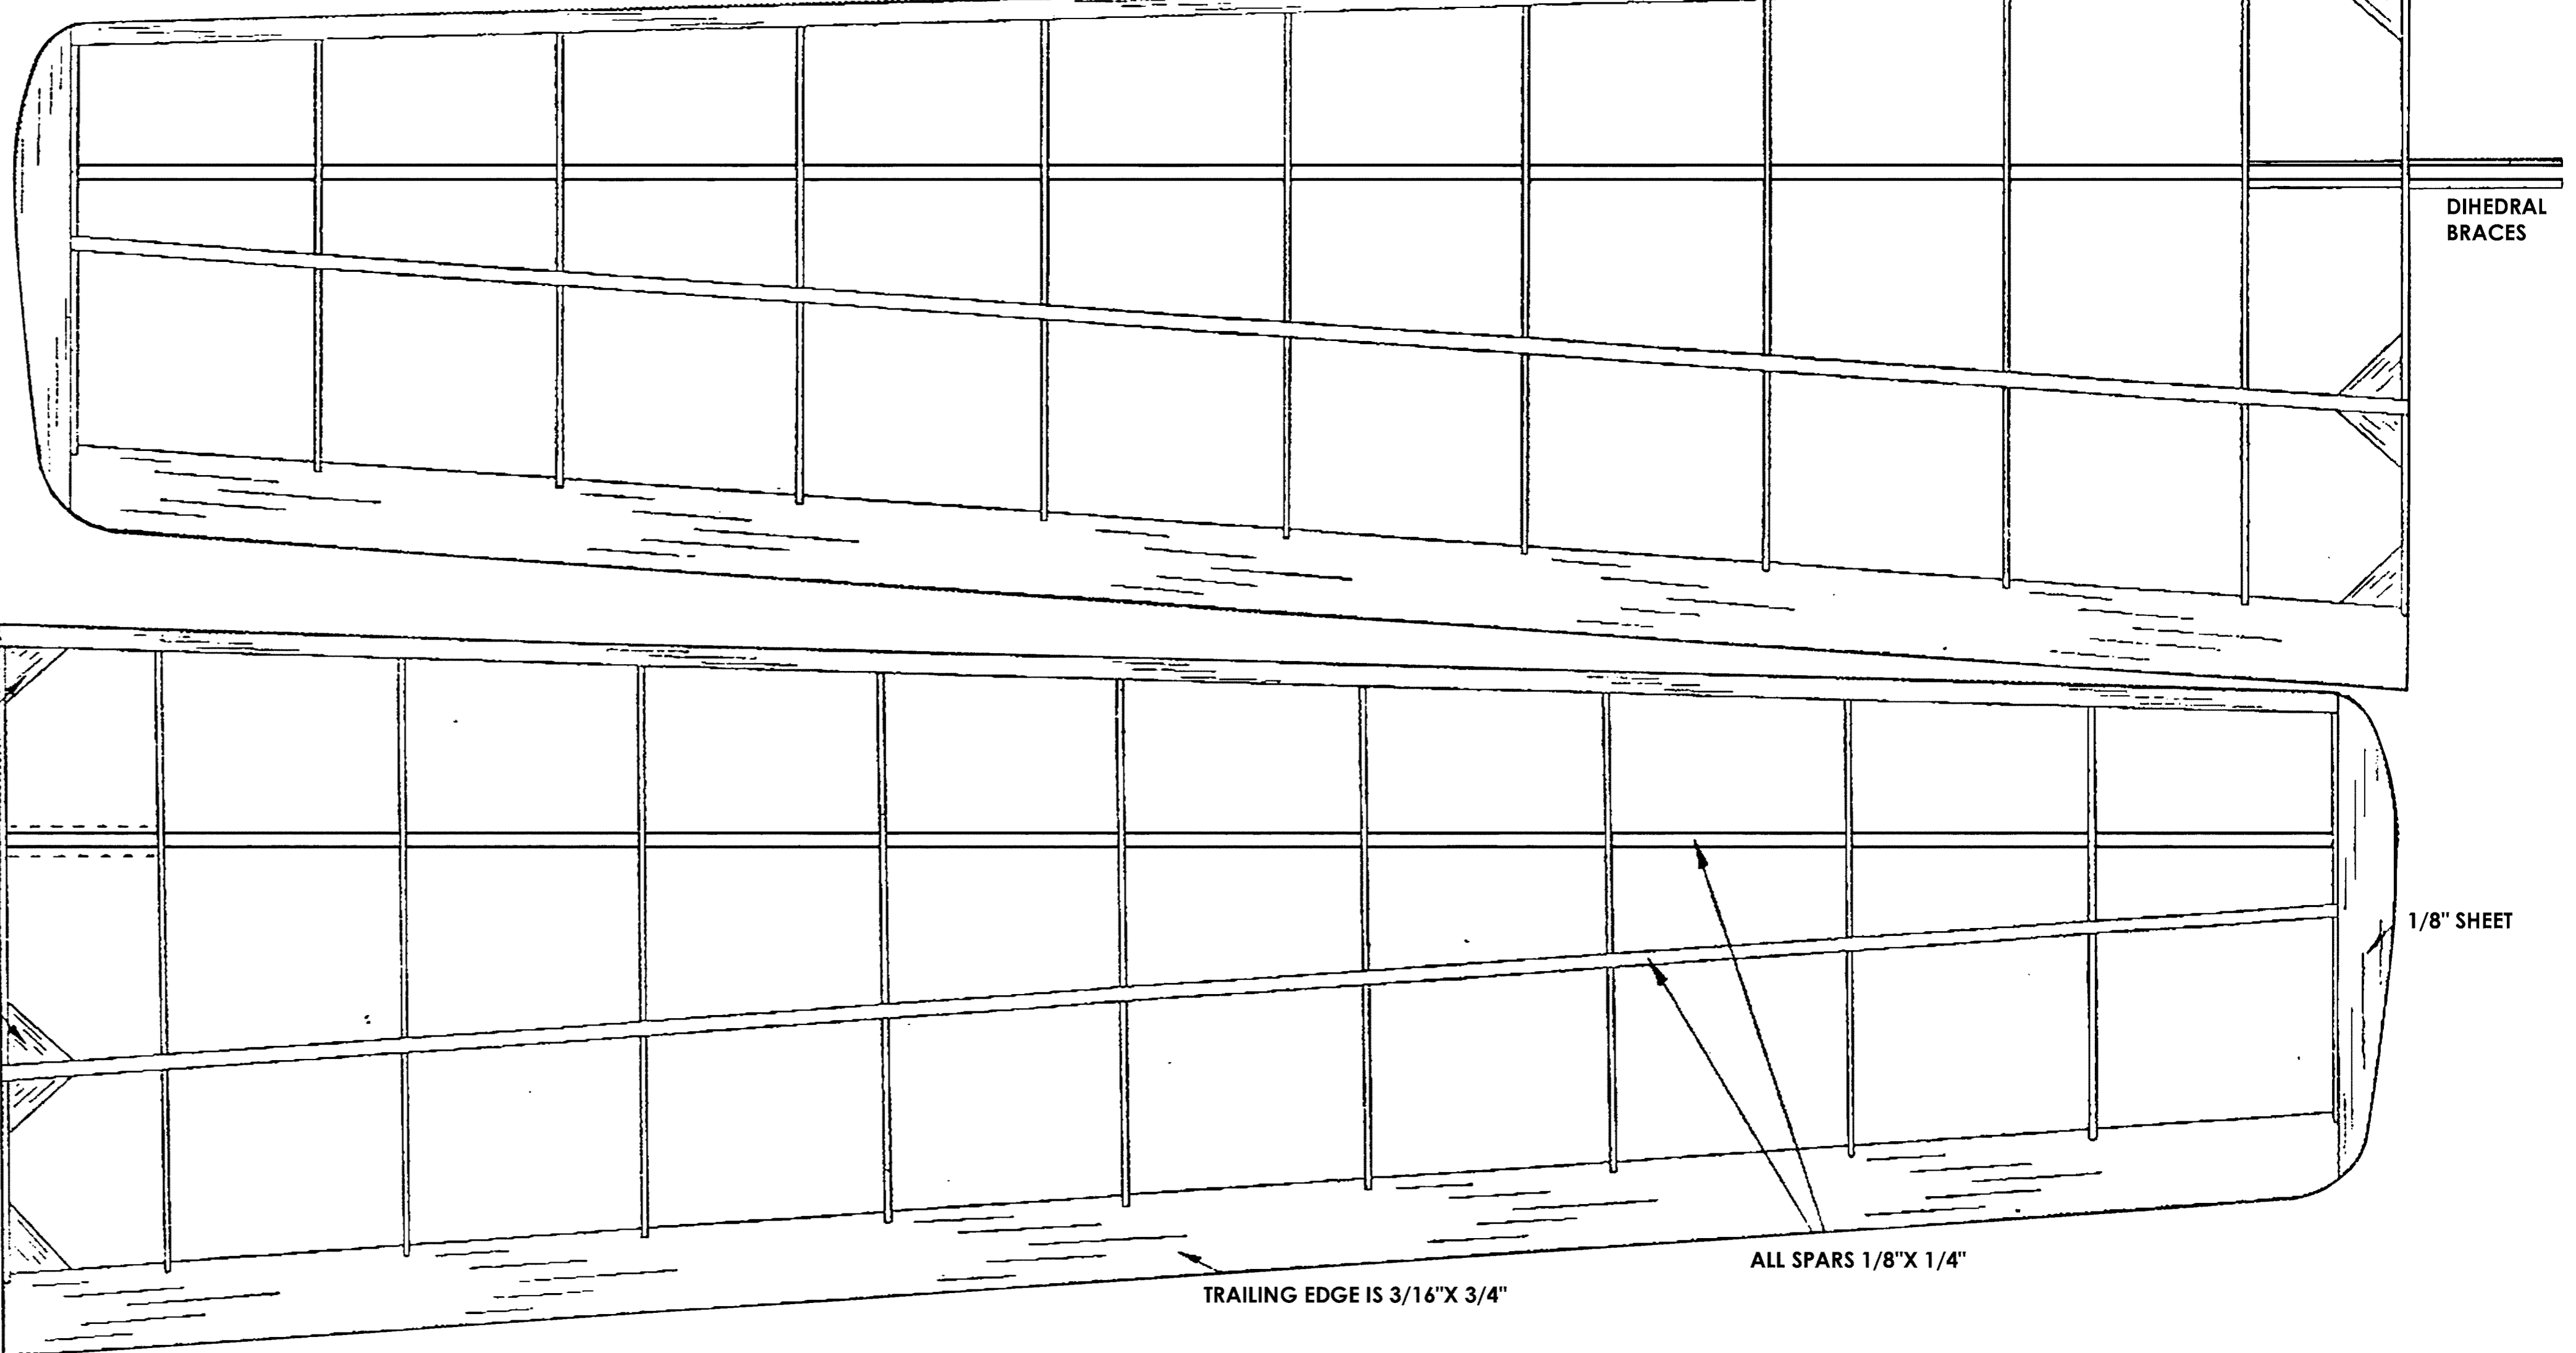 DIHEDRAL
BRACES
1/8" SHEET
ALL SPARS 1/8"X 1/4"
TRAILING EDGE IS 3/16"X 3/4"